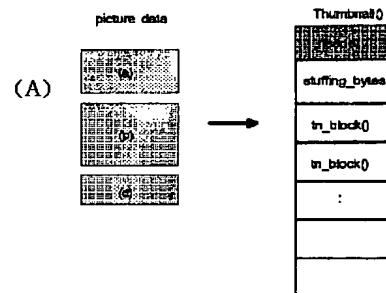 picture data
Thumbnail()
(A)
(a)
stuffing_bytes
(b)
tn_block()
tn_block()
: